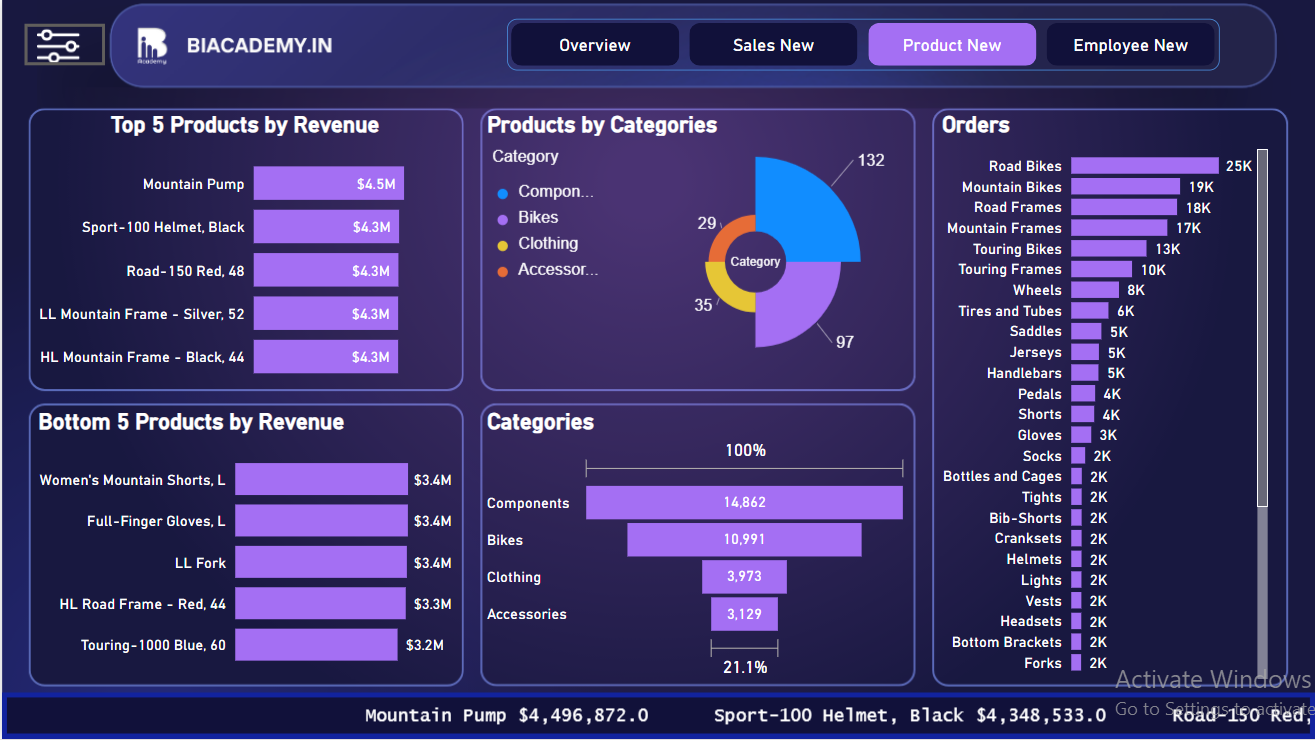 BIACADEMY.IN
Overview
Sales New
Product New
Employee New
Top 5 Products by Revenue
Mountain Pump $4.5M
Sport-100 Helmet, Black $4.3M
Road-150 Red, 48 $4.3M
LL Mountain Frame - Silver, 52 $4.3M
HL Mountain Frame - Black, 44 $4.3M
Products by Categories
Category
Compon...
Bikes
Clothing
Accessor...
132
29
Category
35
97
Orders
Road Bikes 25K
Mountain Bikes 19K
Road Frames 18K
Mountain Frames 17K
Touring Bikes 13K
Touring Frames 10K
Wheels 8K
Tires and Tubes 6K
Saddles 5K
Jerseys 5K
Handlebars 5K
Pedals 4K
Shorts 4K
Gloves 3K
Socks 2K
Bottles and Cages 2K
Tights 2K
Bib-Shorts 2K
Cranksets 2K
Helmets 2K
Lights 2K
Vests 2K
Headsets 2K
Bottom Brackets 2K
Forks 2K
Bottom 5 Products by Revenue
Women's Mountain Shorts, L $3.4M
Full-Finger Gloves, L $3.4M
LL Fork $3.4M
HL Road Frame - Red, 44 $3.3M
Touring-1000 Blue, 60 $3.2M
Categories
100%
Components 14,862
Bikes 10,991
Clothing 3,973
Accessories 3,129
21.1%
Activate Windows
Go to Settings to activate
Mountain Pump $4,496,872.0 Sport-100 Helmet, Black $4,348,533.0 Road-150 Red,